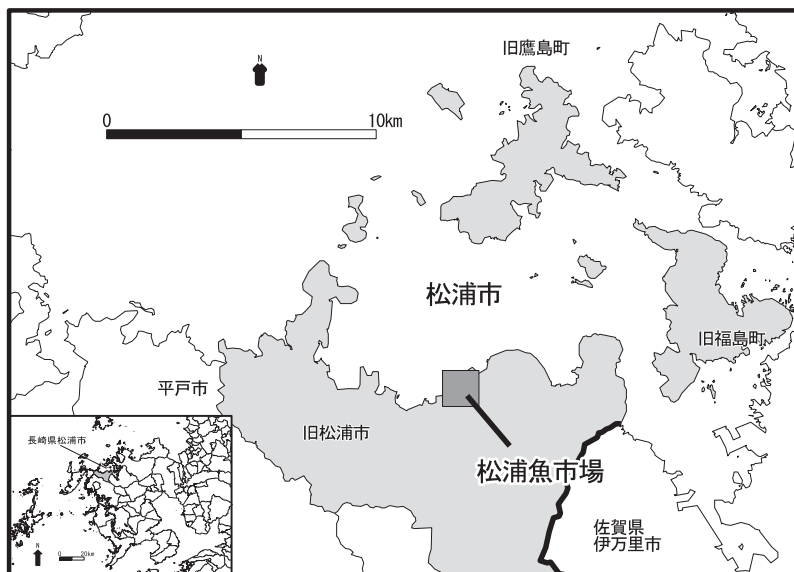 旧鷹島町
N
0 10km
松浦市
旧福島町
平戸市
旧松浦市
長崎県松浦市
松浦魚市場
佐賀県
伊万里市
N
0 20km